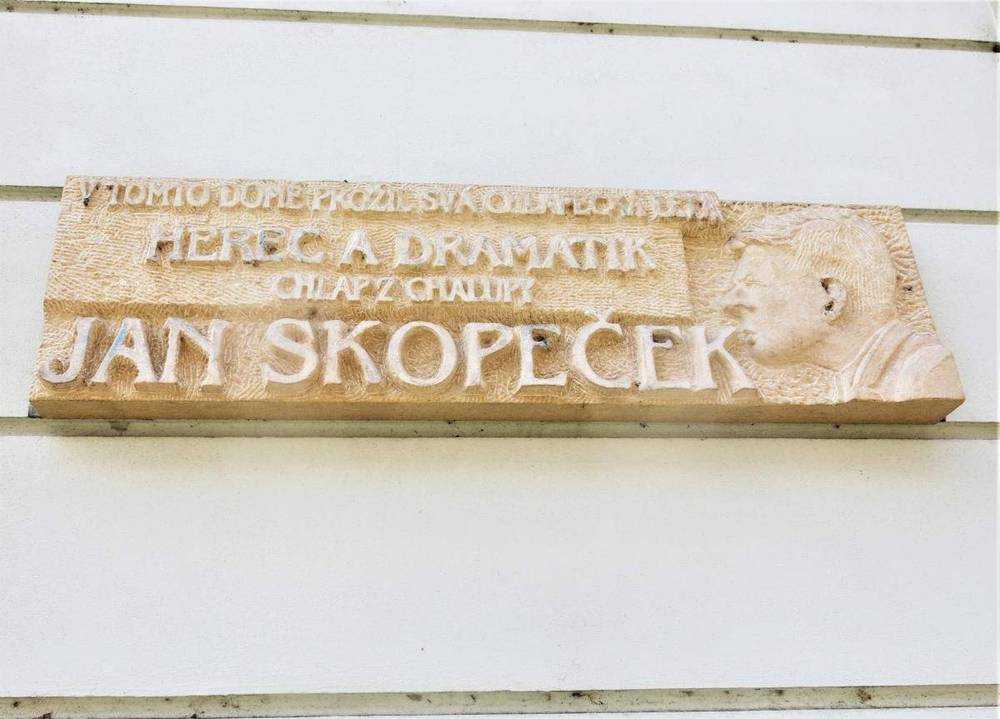 V TOMTO DOMĚ PROŽIL SVÁ CHLAPECKÁ LÉTA
HEREC A DRAMATIK
CHLAP Z CHALUPY
JAN SKOPEČEK